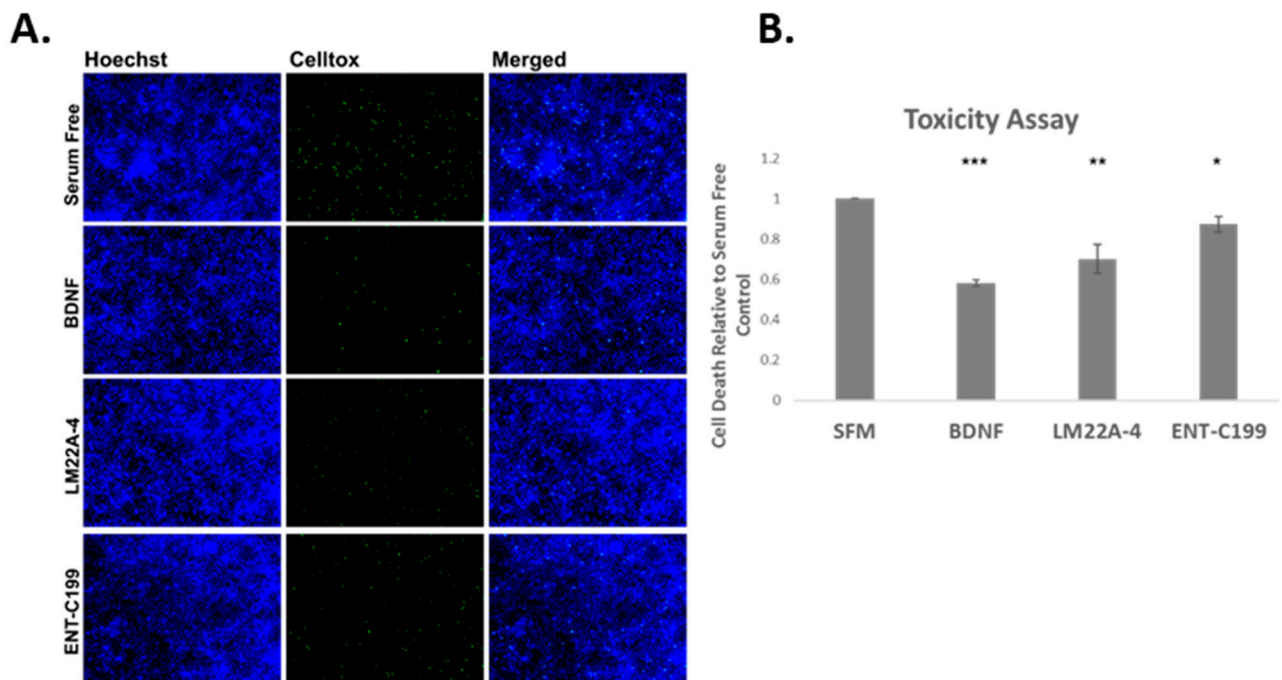 A.
Hoechst Celltox Merged
Serum Free
BDNF
LM22A-4
ENT-C199
B.
Toxicity Assay
Cell Death Relative to Serum Free
Control
1.2
1
0.8
0.6
0.4
0.2
0
*** ** *
SFM BDNF LM22A-4 ENT-C199